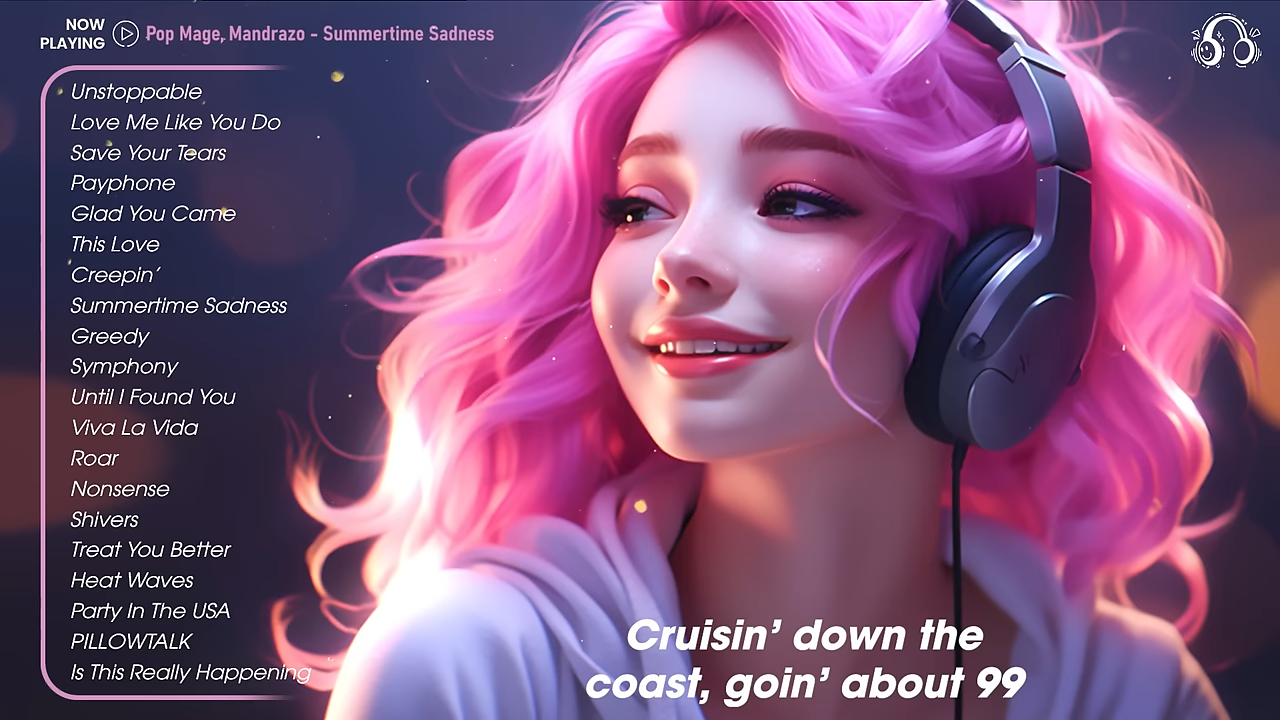 NOW
PLAYING
Pop Mage, Mandrazo - Summertime Sadness
Unstoppable
Love Me Like You Do
Save Your Tears
Payphone
Glad You Came
This Love
Creepin’
Summertime Sadness
Greedy
Symphony
Until I Found You
Viva La Vida
Roar
Nonsense
Shivers
Treat You Better
Heat Waves
Party In The USA
PILLOWTALK
Is This Really Happening
Cruisin’ down the
coast, goin’ about 99